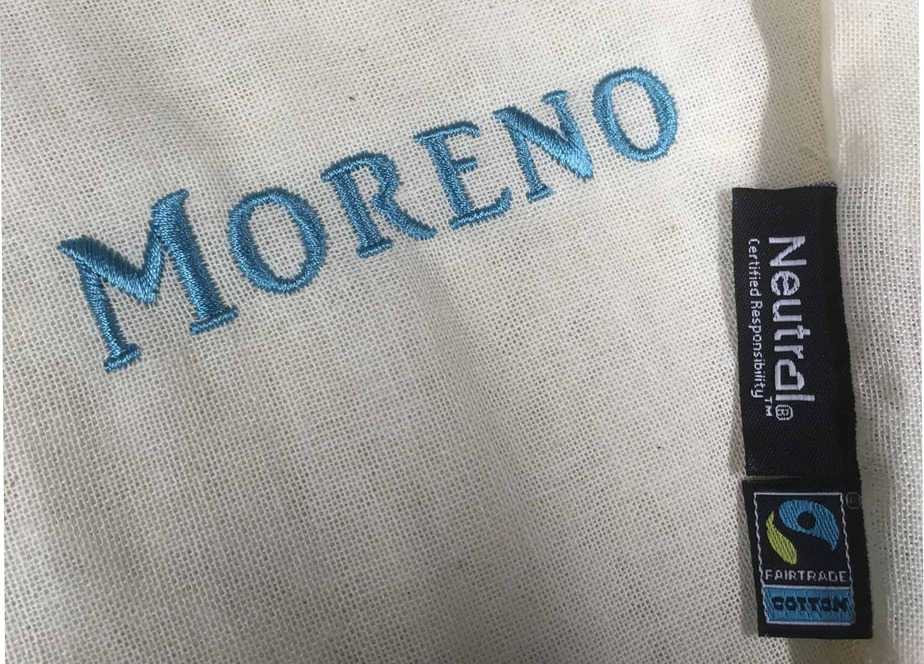 MORENO
Neutral®
Certified Responsibility™
®
FAIRTRADE
COTTON